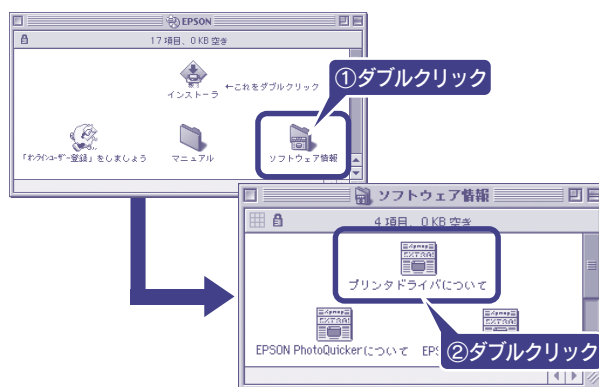 EPSON
17項目、0 KB 空き
インストーラ
←これをダブルクリック
①ダブルクリック
「オンラインユーザー登録」をしましょう
マニュアル
ソフトウェア情報
ソフトウェア情報
4 項目、0 KB 空き
EXTRA!
プリンタドライバについて
EXTRA!
EXTRA!
EPSON PhotoQuickerについて
EPS
②ダブルクリック